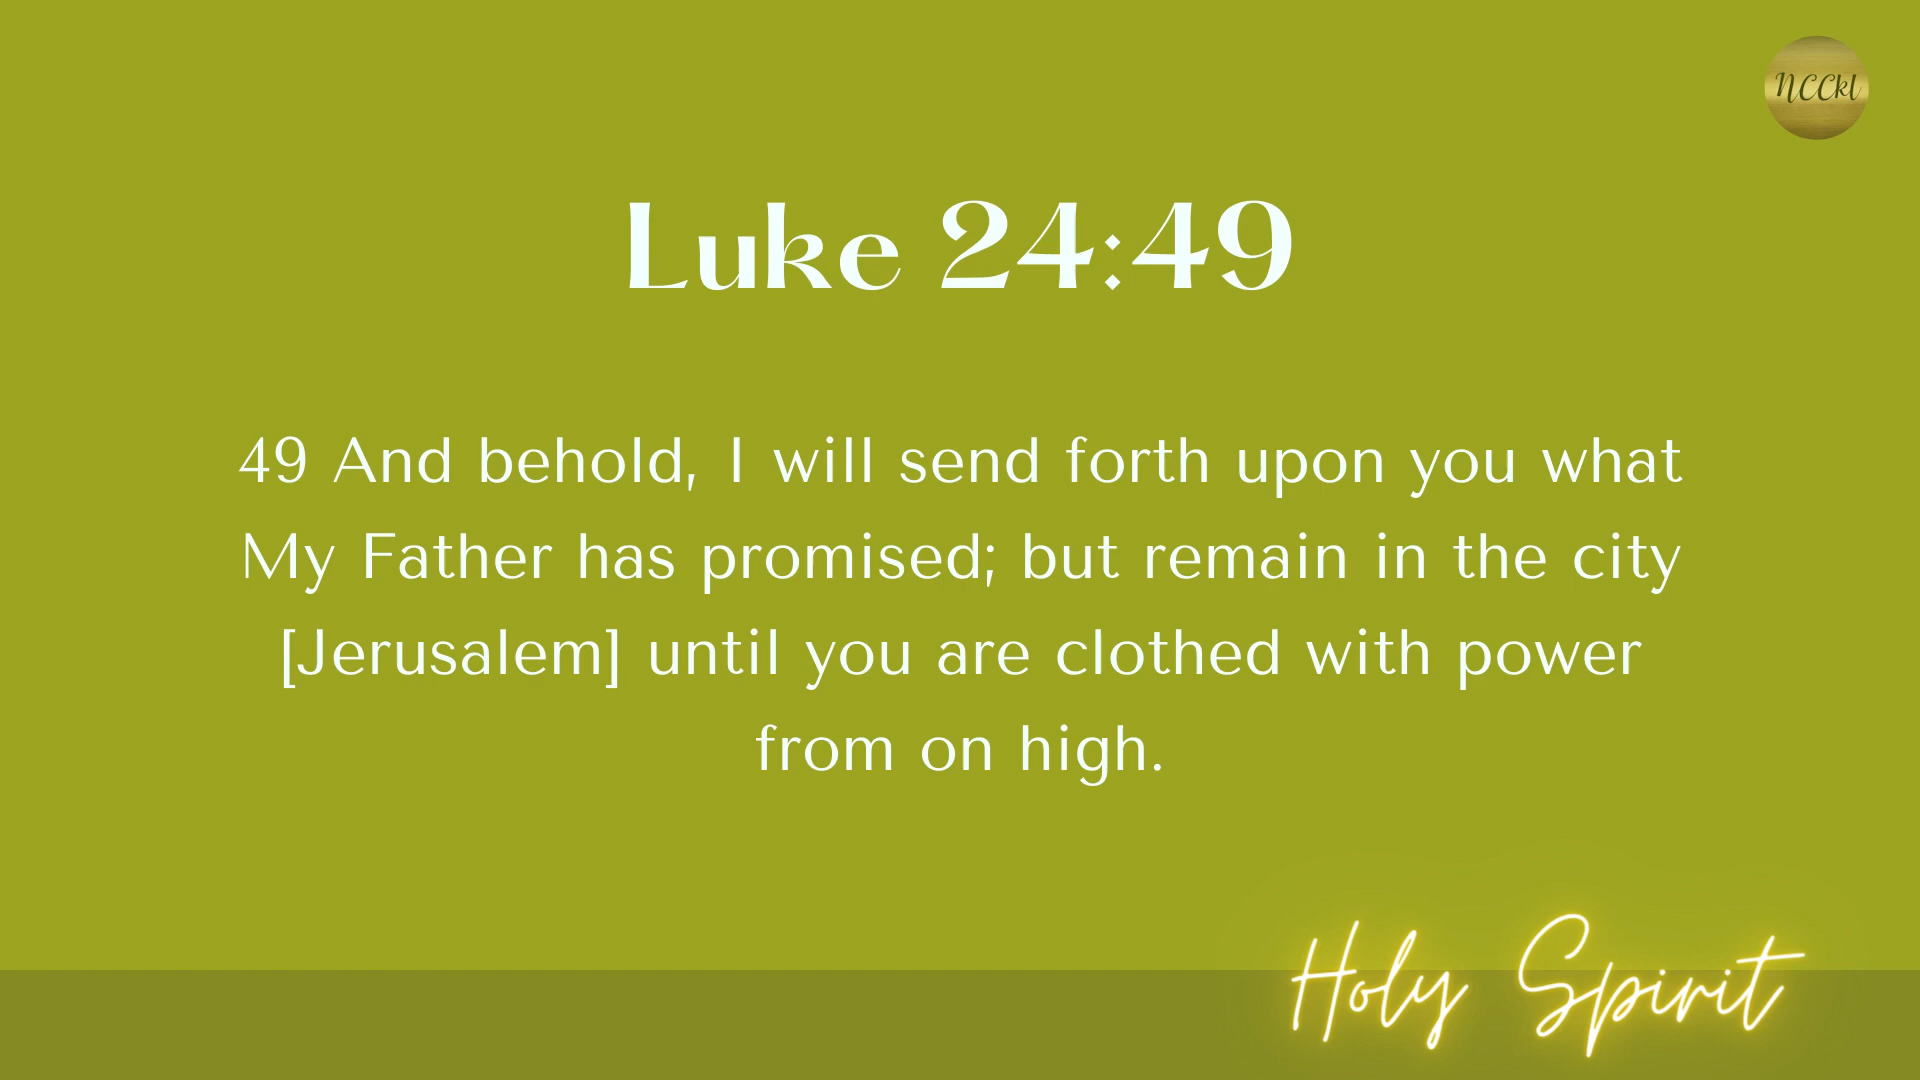 NCCkl
Luke 24:49
49 And behold, I will send forth upon you what
My Father has promised; but remain in the city
[Jerusalem] until you are clothed with power
from on high.
Holy Spirit